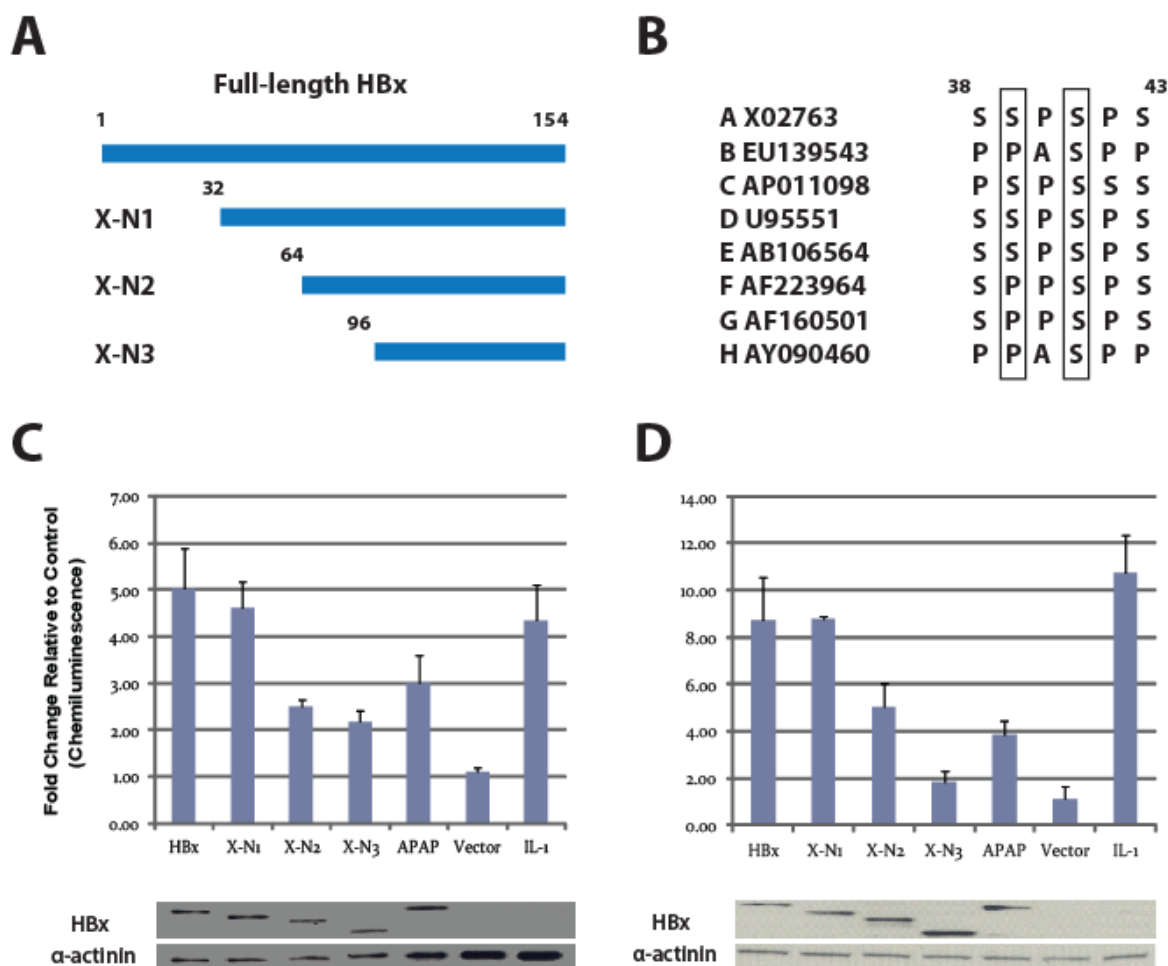 A
Full-length HBx
1 154
32
X-N1
64
X-N2
96
X-N3
B
38 43
A X02763 S S P S P S
B EU139543 P P A S P P
C AP011098 P S P S S S
D U95551 S S P S P S
E AB106564 S S P S P S
F AF223964 S P P S P S
G AF160501 S P P S P S
H AY090460 P P A S P P
C
Fold Change Relative to Control
(Chemiluminescence)
7.00
6.00
5.00
4.00
3.00
2.00
1.00
0.00
HBx X-N1 X-N2 X-N3 APAP Vector IL-1
HBx
α-actinin
D
14.00
12.00
10.00
8.00
6.00
4.00
2.00
0.00
HBx X-N1 X-N2 X-N3 APAP Vector IL-1
HBx
α-actinin